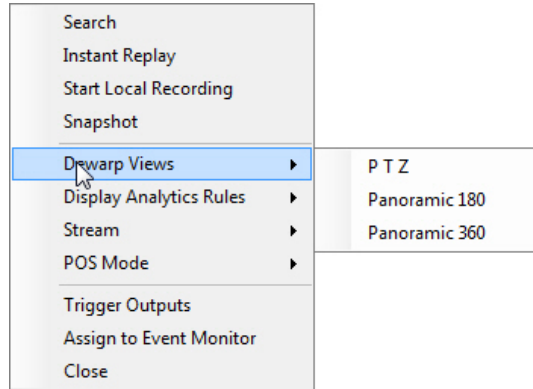 Search
Instant Replay
Start Local Recording
Snapshot
Dewarp Views
P T Z
Display Analytics Rules
Panoramic 180
Stream
Panoramic 360
POS Mode
Trigger Outputs
Assign to Event Monitor
Close